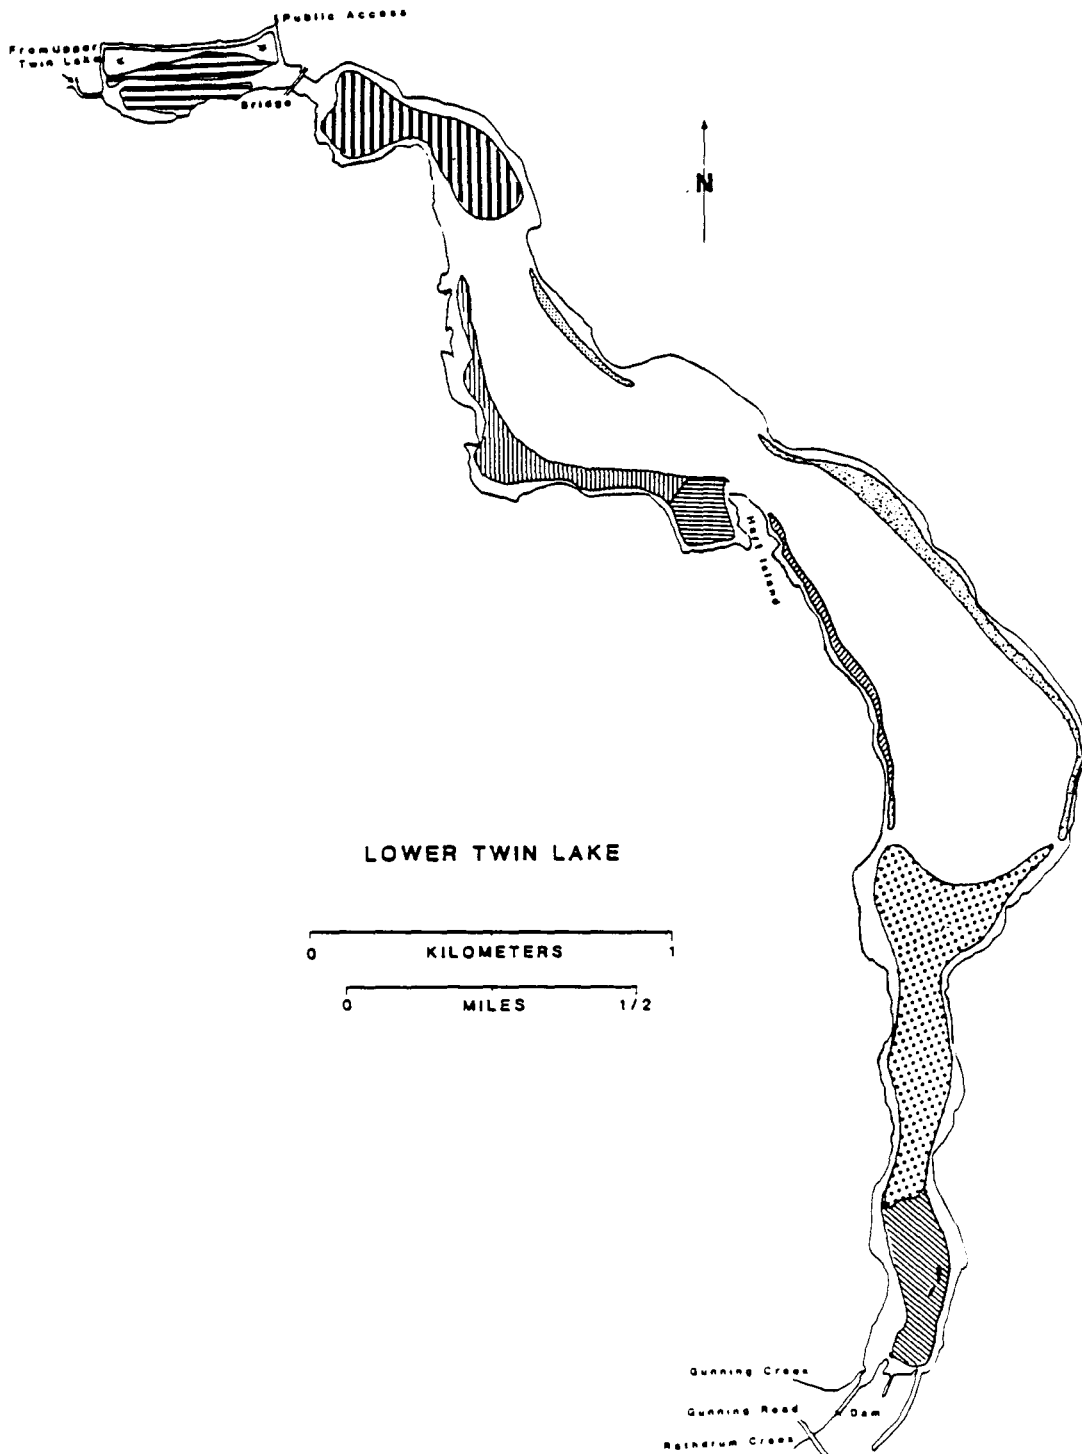 Public Access
From Upper
Twin Lake
Bridge
N
Hart Island
LOWER TWIN LAKE
0 1
KILOMETERS
0 1/2
MILES
Gunning Creek
Gunning Road
Dam
Rathdrum Creek